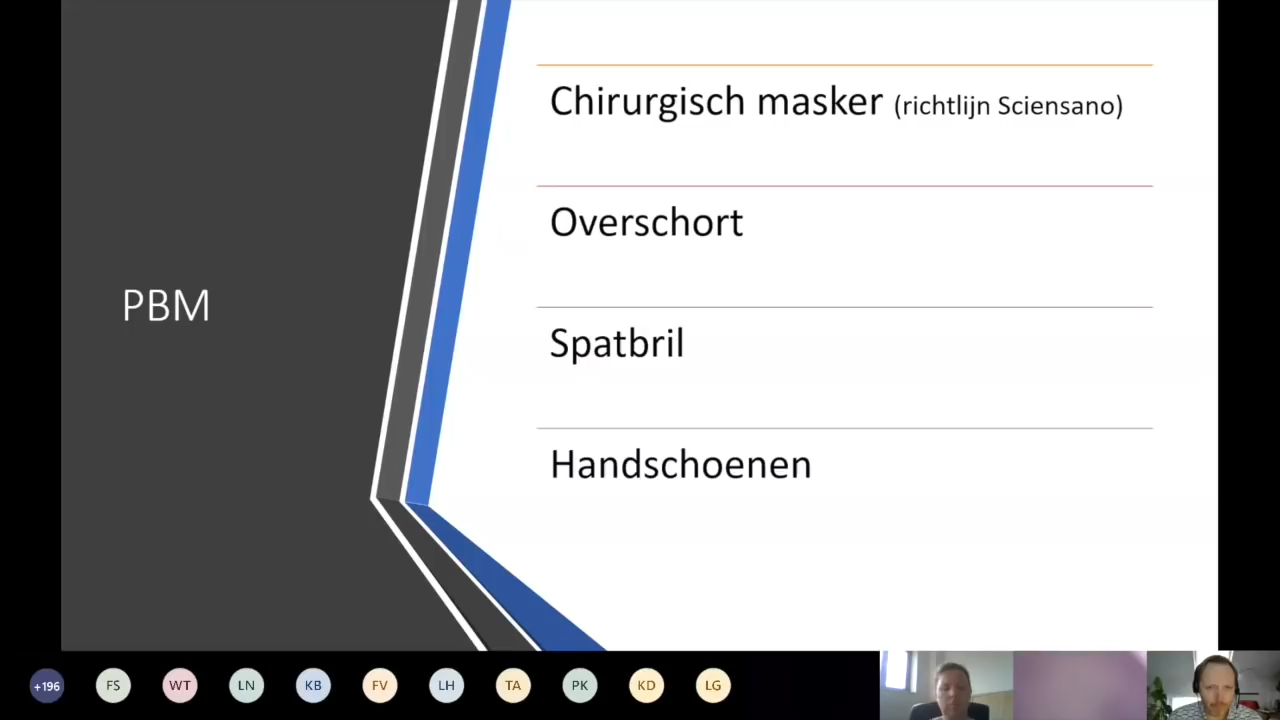 PBM
Chirurgisch masker (richtlijn Sciensano)
Overschort
Spatbril
Handschoenen
+196
FS
WT
LN
KB
FV
LH
TA
PK
KD
LG